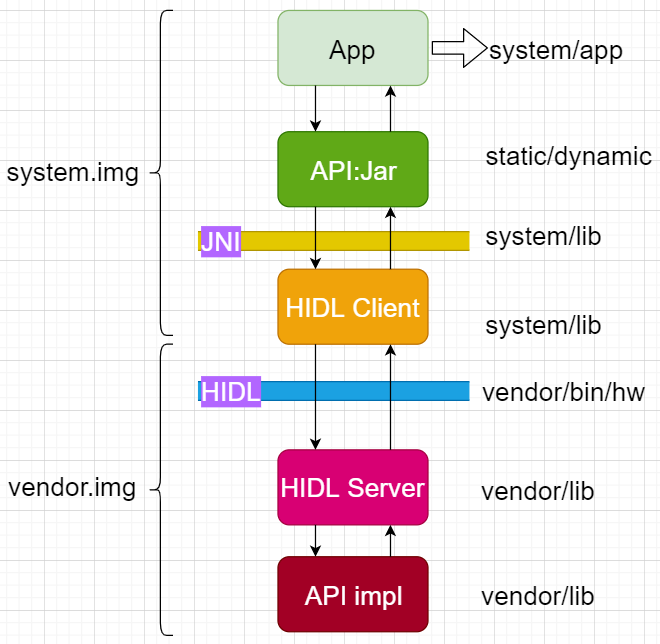 App
system/app
API:Jar
static/dynamic
system.img
JNI
system/lib
HIDL Client
system/lib
HIDL
vendor/bin/hw
vendor.img
HIDL Server
vendor/lib
API impl
vendor/lib